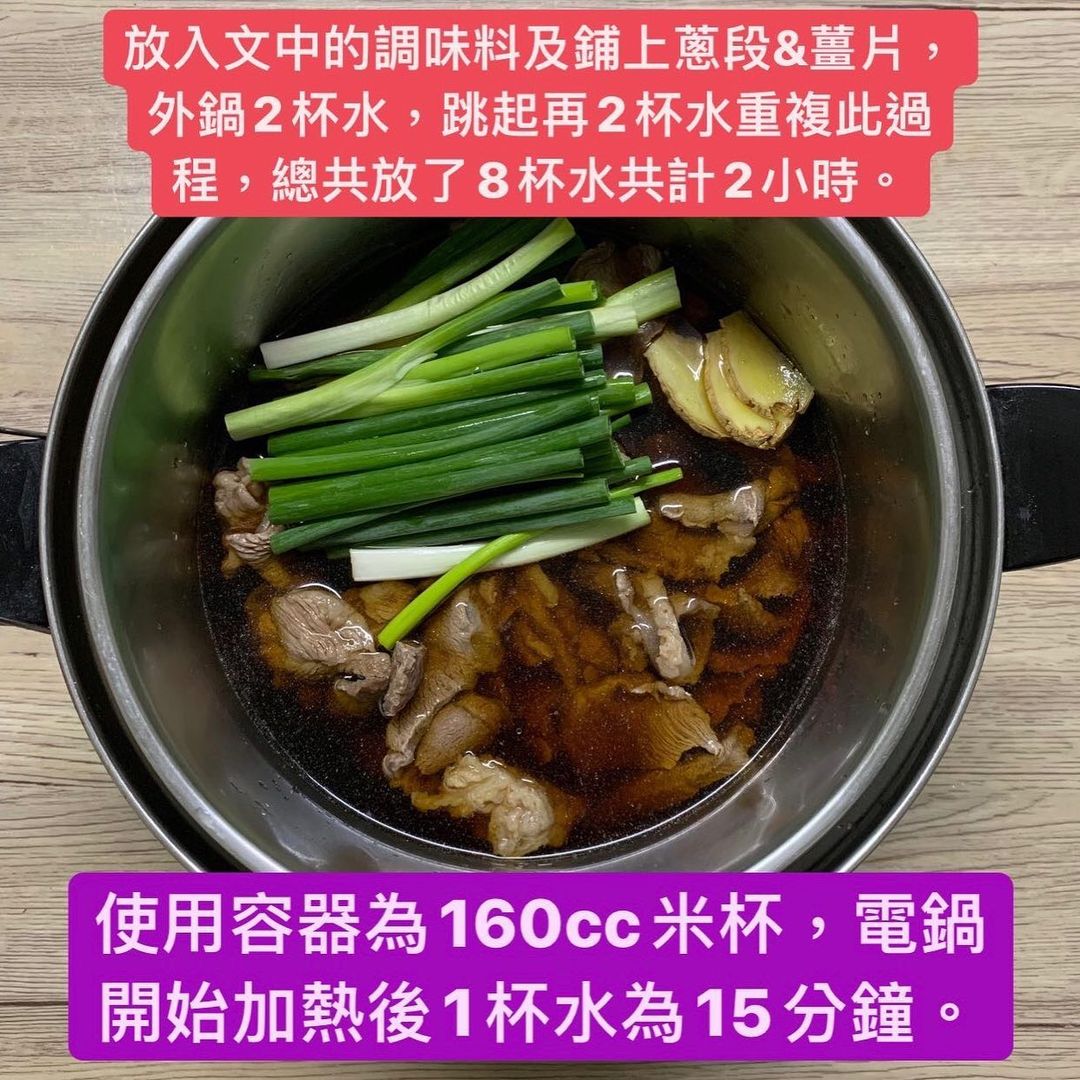 放入文中的調味料及鋪上蔥段&薑片，
外鍋2杯水，跳起再2杯水重複此過
程，總共放了8杯水共計2小時。
使用容器為160cc米杯，電鍋
開始加熱後1杯水為15分鐘。